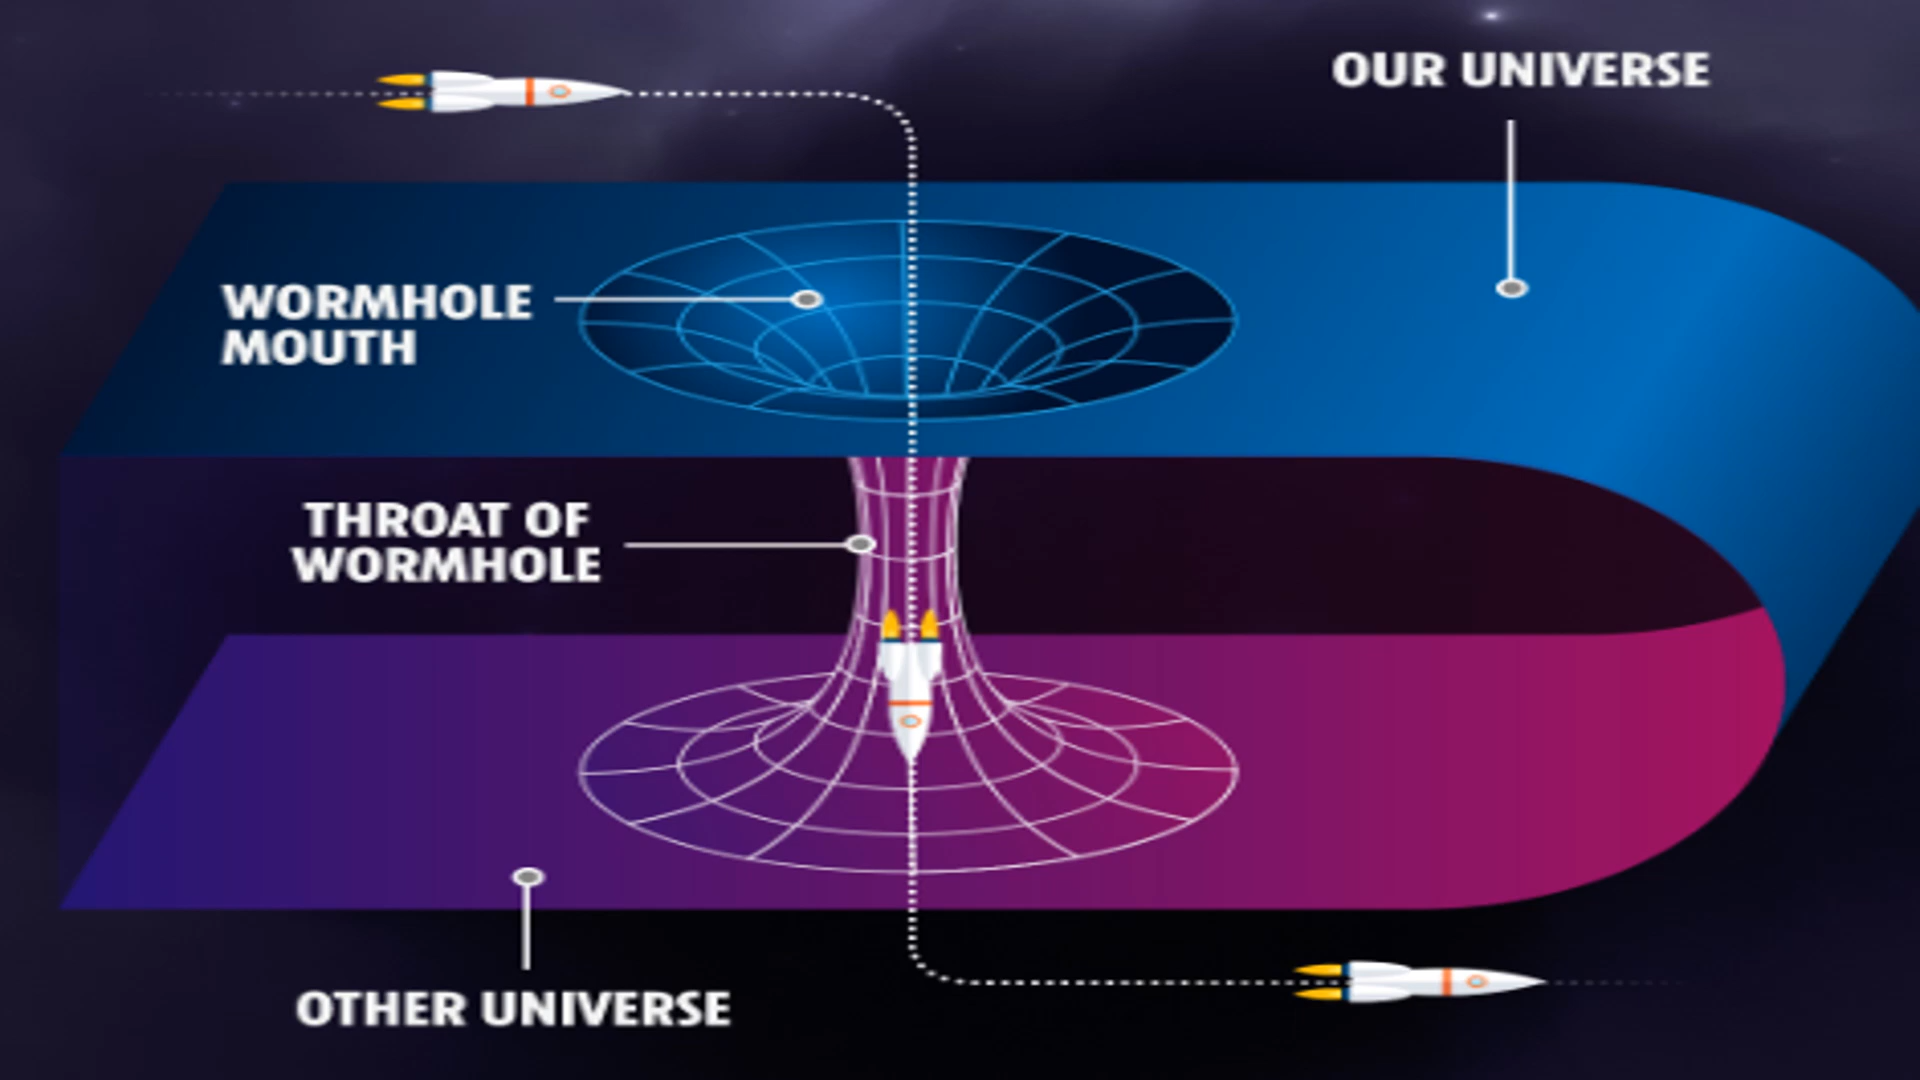 OUR UNIVERSE
WORMHOLE
MOUTH
THROAT OF
WORMHOLE
OTHER UNIVERSE